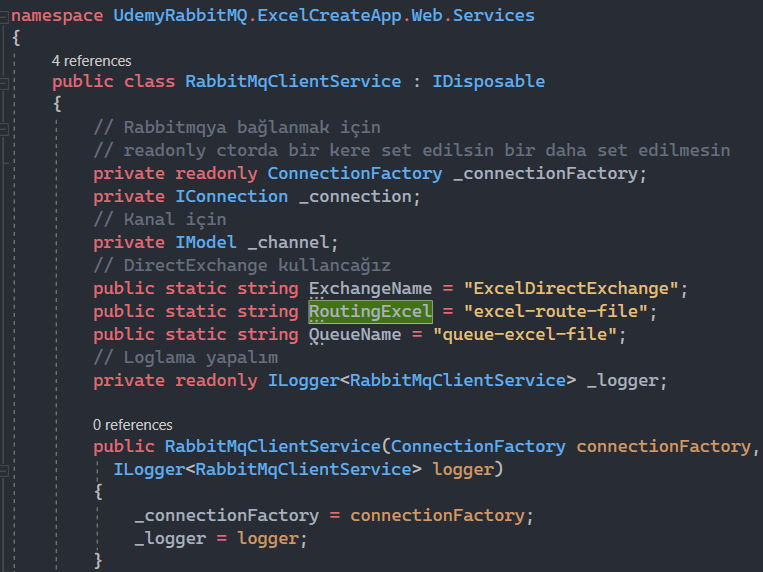 namespace UdemyRabbitMQ.ExcelCreateApp.Web.Services
{
4 references
public class RabbitMqClientService : IDisposable
{
// Rabbitmqya bağlanmak için
// readonly ctorda bir kere set edilsin bir daha set edilmesin
private readonly ConnectionFactory _connectionFactory;
private IConnection _connection;
// Kanal için
private IModel _channel;
// DirectExchange kullancağız
public static string ExchangeName = "ExcelDirectExchange";
public static string RoutingExcel = "excel-route-file";
public static string QueueName = "queue-excel-file";
// Loglama yapalım
private readonly ILogger<RabbitMqClientService> _logger;
0 references
public RabbitMqClientService(ConnectionFactory connectionFactory,
ILogger<RabbitMqClientService> logger)
{
_connectionFactory = connectionFactory;
_logger = logger;
}